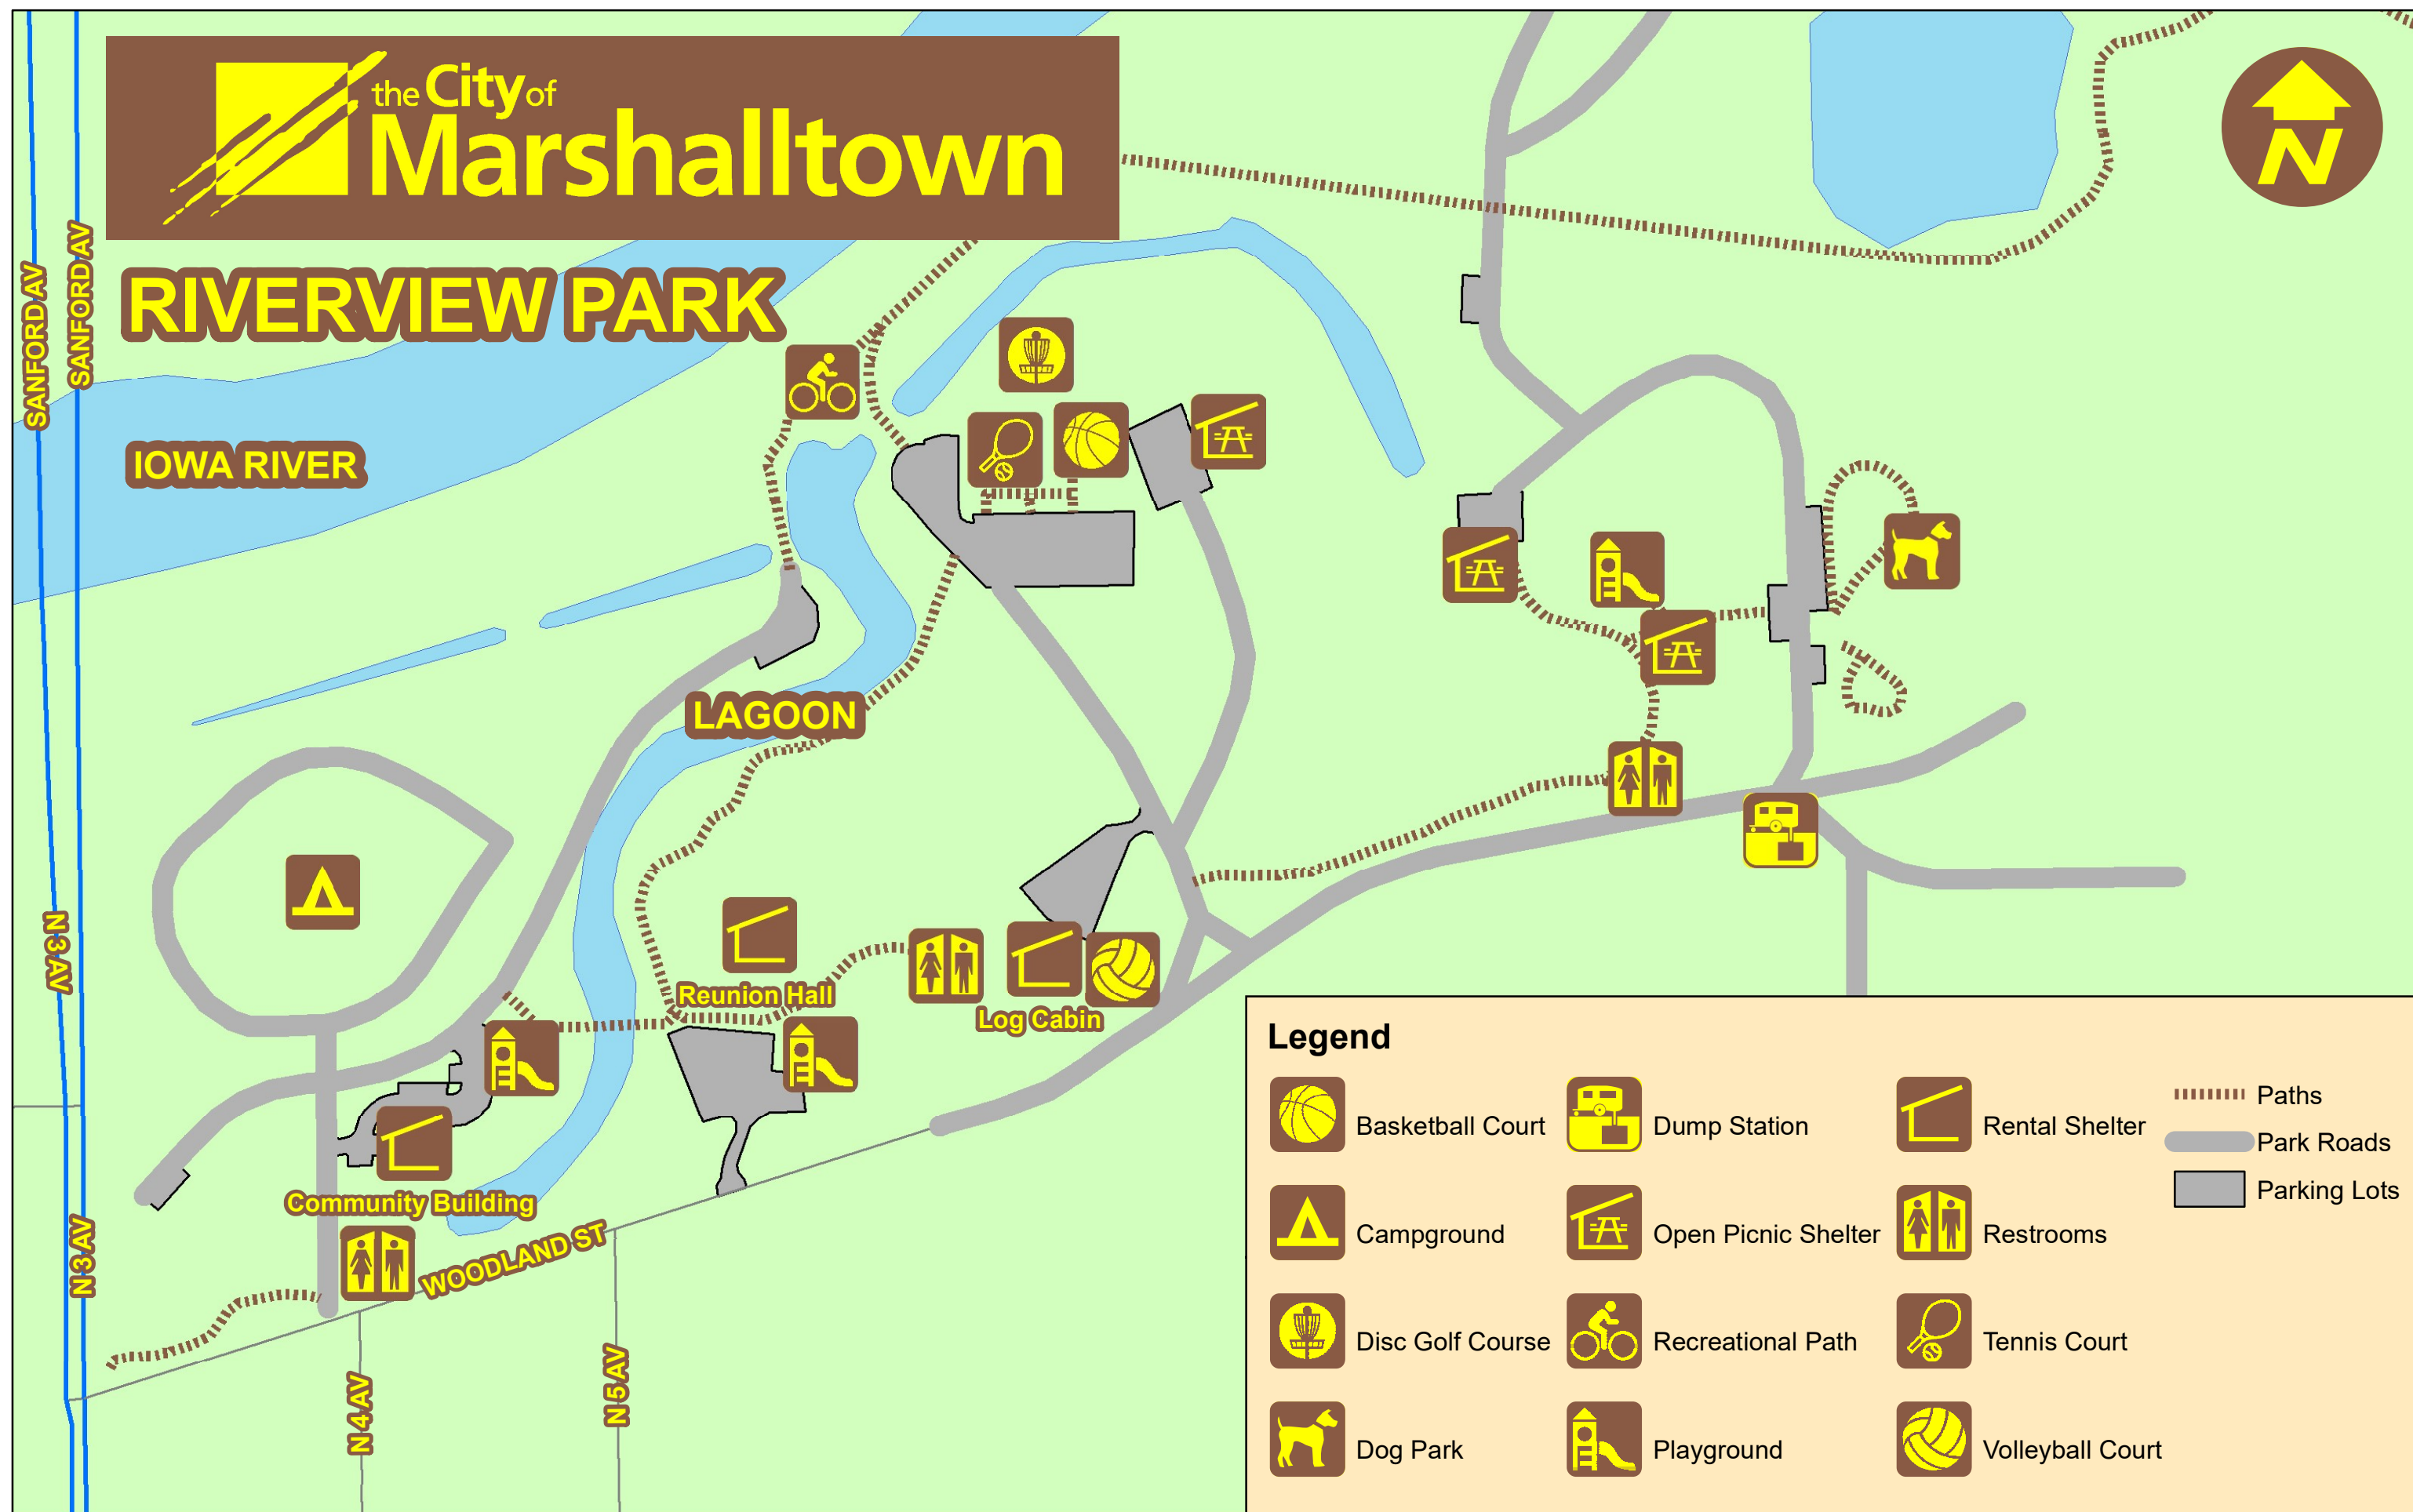 the City of
Marshalltown
N
RIVERVIEW PARK
SANFORD AV
SANFORD AV
IOWA RIVER
LAGOON
N 3 AV
Reunion Hall
Log Cabin
Community Building
WOODLAND ST
N 3 AV
N 4 AV
N 5 AV
Legend
Basketball Court
Dump Station
Rental Shelter
Paths
Park Roads
Parking Lots
Campground
Open Picnic Shelter
Restrooms
Disc Golf Course
Recreational Path
Tennis Court
Dog Park
Playground
Volleyball Court